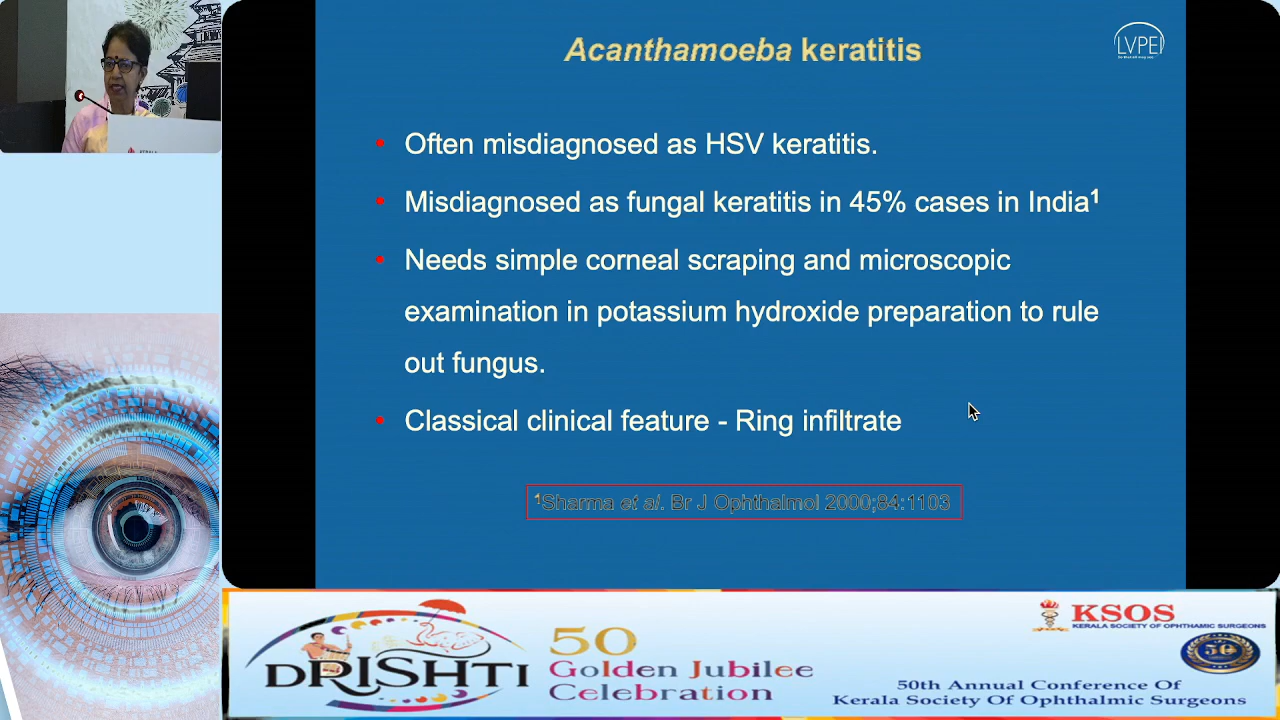 Acanthamoeba keratitis
LVPEI
• Often misdiagnosed as HSV keratitis.
• Misdiagnosed as fungal keratitis in 45% cases in India¹
• Needs simple corneal scraping and microscopic
examination in potassium hydroxide preparation to rule
out fungus.
• Classical clinical feature - Ring infiltrate
¹Sharma et al. Br J Ophthalmol 2000;84:1103
DRISHTI
50
Golden Jubilee
Celebration
KSOS
KERALA SOCIETY OF OPHTHAMIC SURGEONS
50
50th Annual Conference Of
Kerala Society Of Ophthalmic Surgeons